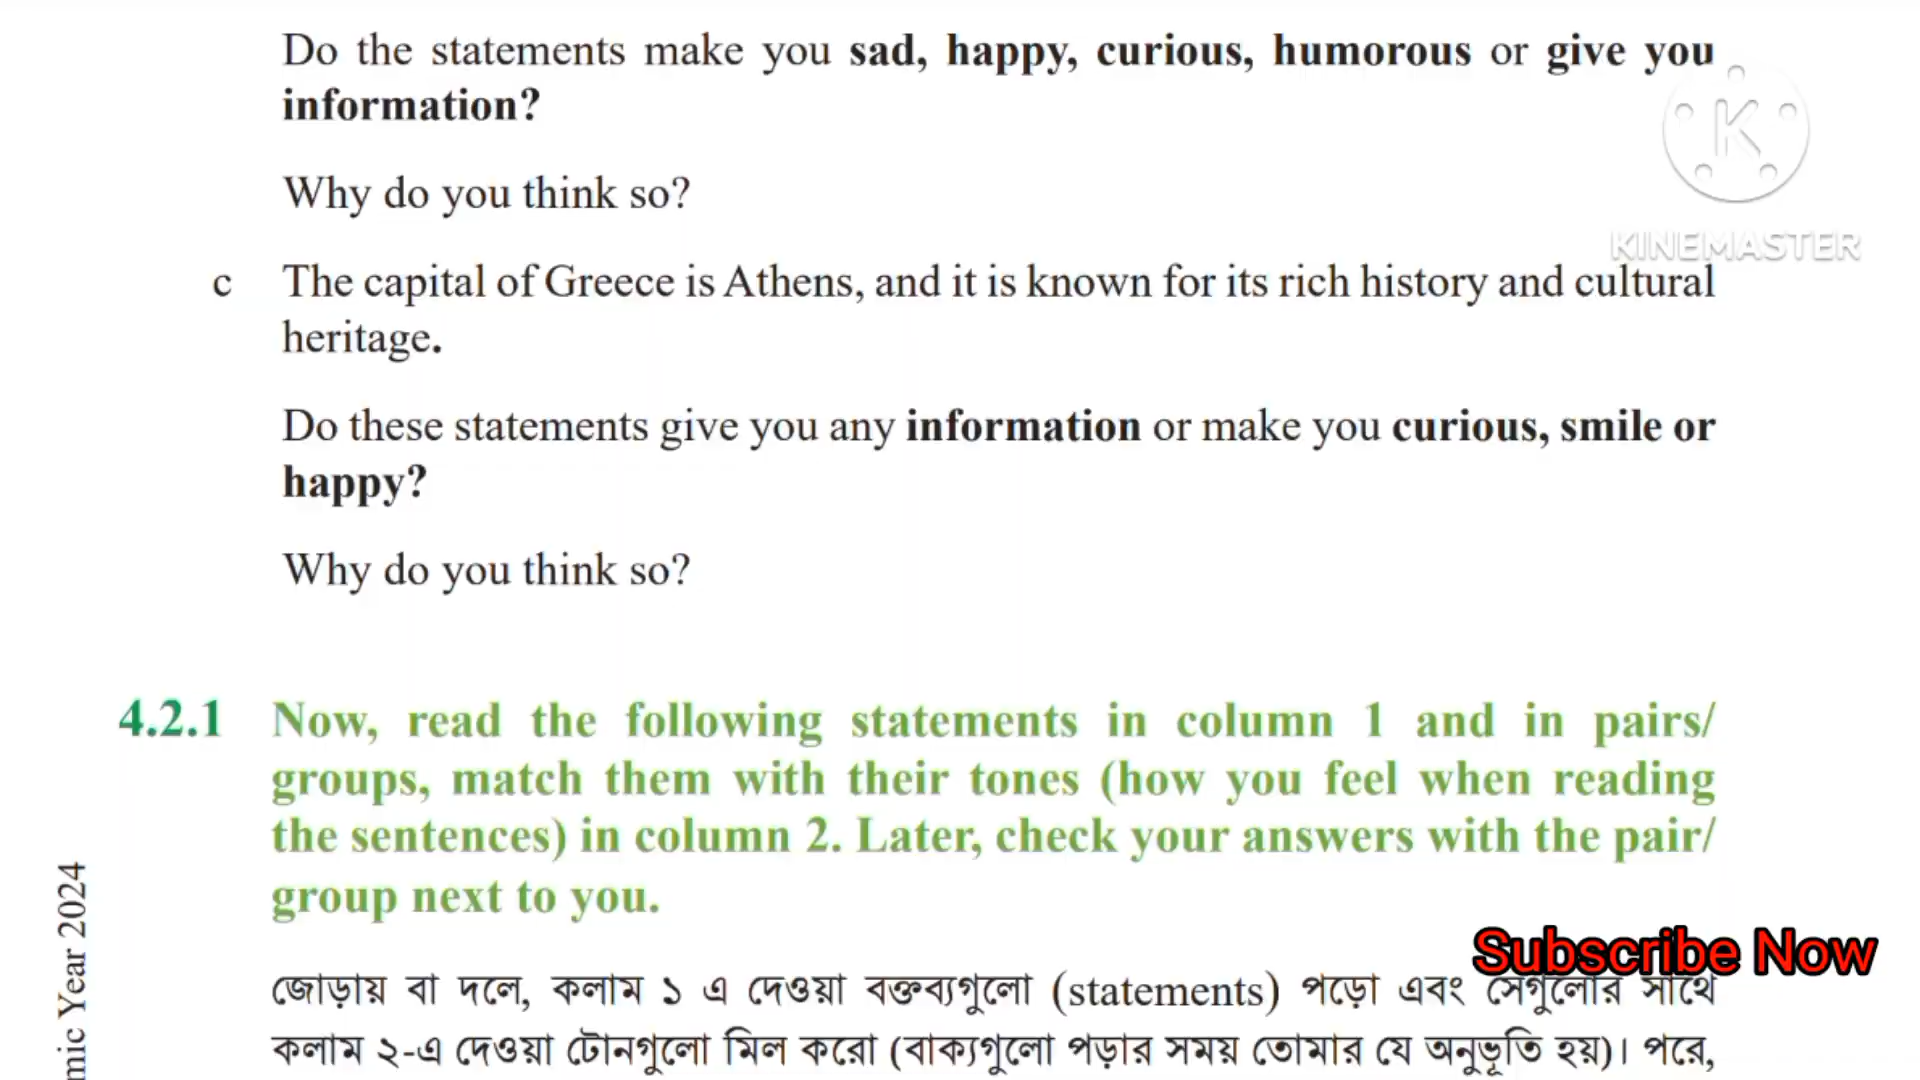 Do the statements make you sad, happy, curious, humorous or give you
information?
Why do you think so?
KINEMASTER
c The capital of Greece is Athens, and it is known for its rich history and cultural
heritage.
Do these statements give you any information or make you curious, smile or
happy?
Why do you think so?
4.2.1 Now, read the following statements in column 1 and in pairs/
groups, match them with their tones (how you feel when reading
the sentences) in column 2. Later, check your answers with the pair/
group next to you.
Subscribe Now
জোড়ায় বা দলে, কলাম ১ এ দেওয়া বক্তব্যগুলো (statements) পড়ো এবং সেগুলোর সাথে
কলাম ২-এ দেওয়া টোনগুলো মিল করো (বাক্যগুলো পড়ার সময় তোমার যে অনুভূতি হয়)। পরে,
mic Year 2024